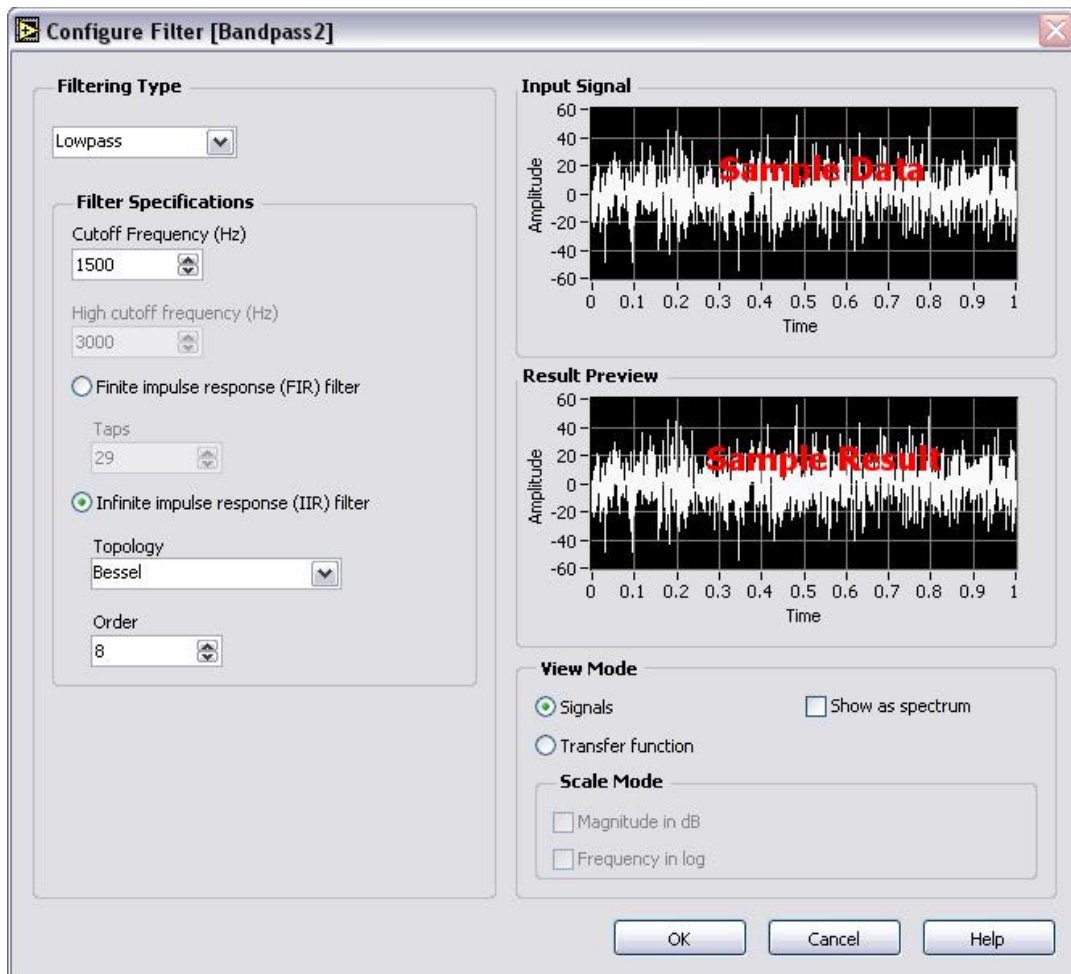 Configure Filter [Bandpass2]
Filtering Type
Lowpass
Filter Specifications
Cutoff Frequency (Hz)
1500
High cutoff frequency (Hz)
3000
Finite impulse response (FIR) filter
Taps
29
Infinite impulse response (IIR) filter
Topology
Bessel
Order
8
Input Signal
60
40
20
0
-20
-40
-60
Amplitude
Sample Data
0 0.1 0.2 0.3 0.4 0.5 0.6 0.7 0.8 0.9 1
Time
Result Preview
60
40
20
0
-20
-40
-60
Amplitude
Sample Result
0 0.1 0.2 0.3 0.4 0.5 0.6 0.7 0.8 0.9 1
Time
View Mode
Signals
Show as spectrum
Transfer function
Scale Mode
Magnitude in dB
Frequency in log
OK Cancel Help